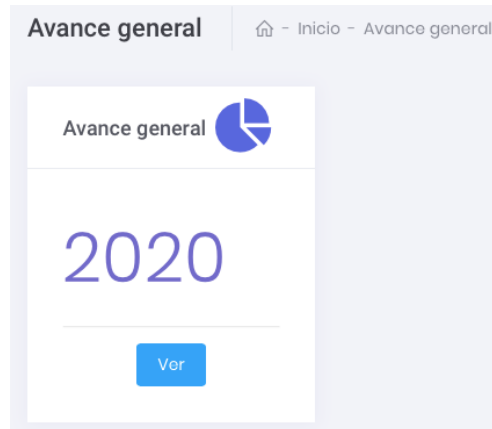 Avance general - Inicio - Avance general
Avance general
2020
Ver